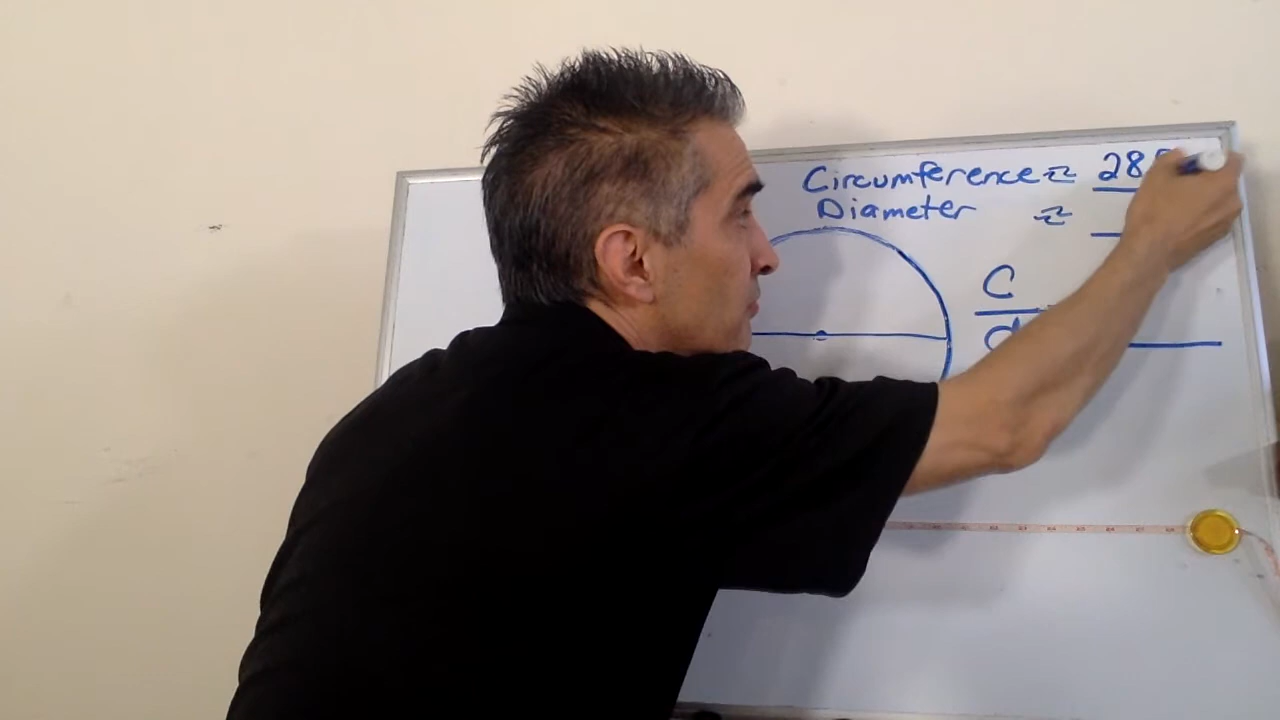 Circumference ≈ 28
Diameter ≈
C
d